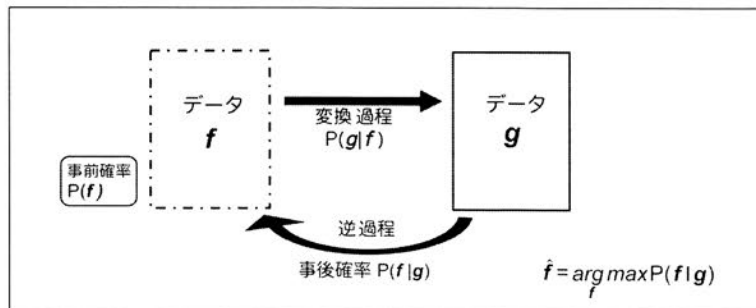 データ
f
事前確率
P(f)
変換過程
P(g|f)
データ
g
逆過程
事後確率 P(f|g)
f̂ = arg max P(f|g)
f